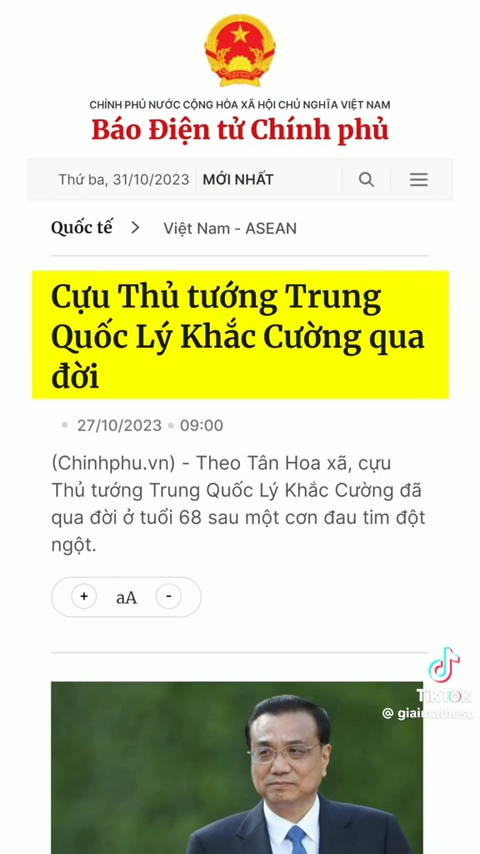 CHÍNH PHỦ NƯỚC CỘNG HÒA XÃ HỘI CHỦ NGHĨA VIỆT NAM
Báo Điện tử Chính phủ
Thứ ba, 31/10/2023 MỚI NHẤT
Quốc tế > Việt Nam - ASEAN
Cựu Thủ tướng Trung
Quốc Lý Khắc Cường qua
đời
27/10/2023 09:00
(Chinhphu.vn) - Theo Tân Hoa xã, cựu
Thủ tướng Trung Quốc Lý Khắc Cường đã
qua đời ở tuổi 68 sau một cơn đau tim đột
ngột.
+ aA -
TikTok